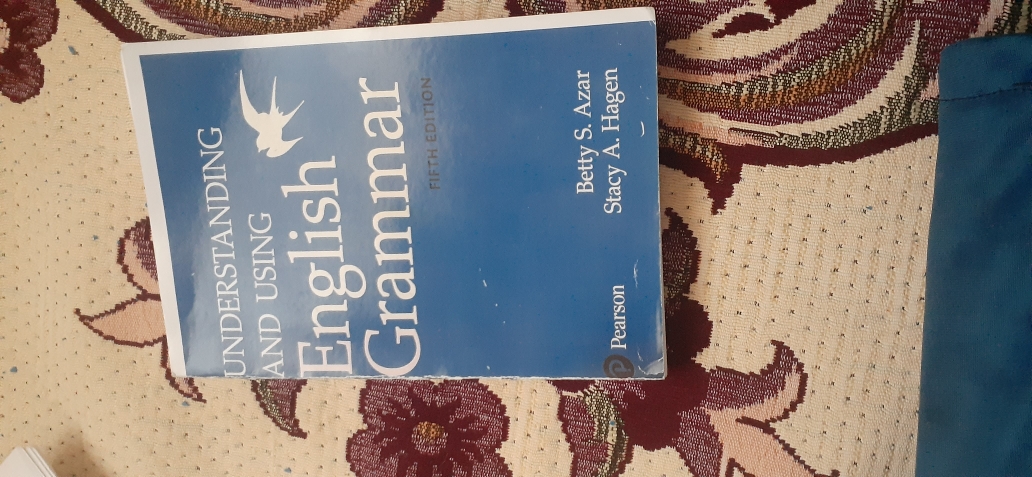 UNDERSTANDING
AND USING
English
Grammar
FIFTH EDITION
Betty S. Azar
Stacy A. Hagen
Pearson